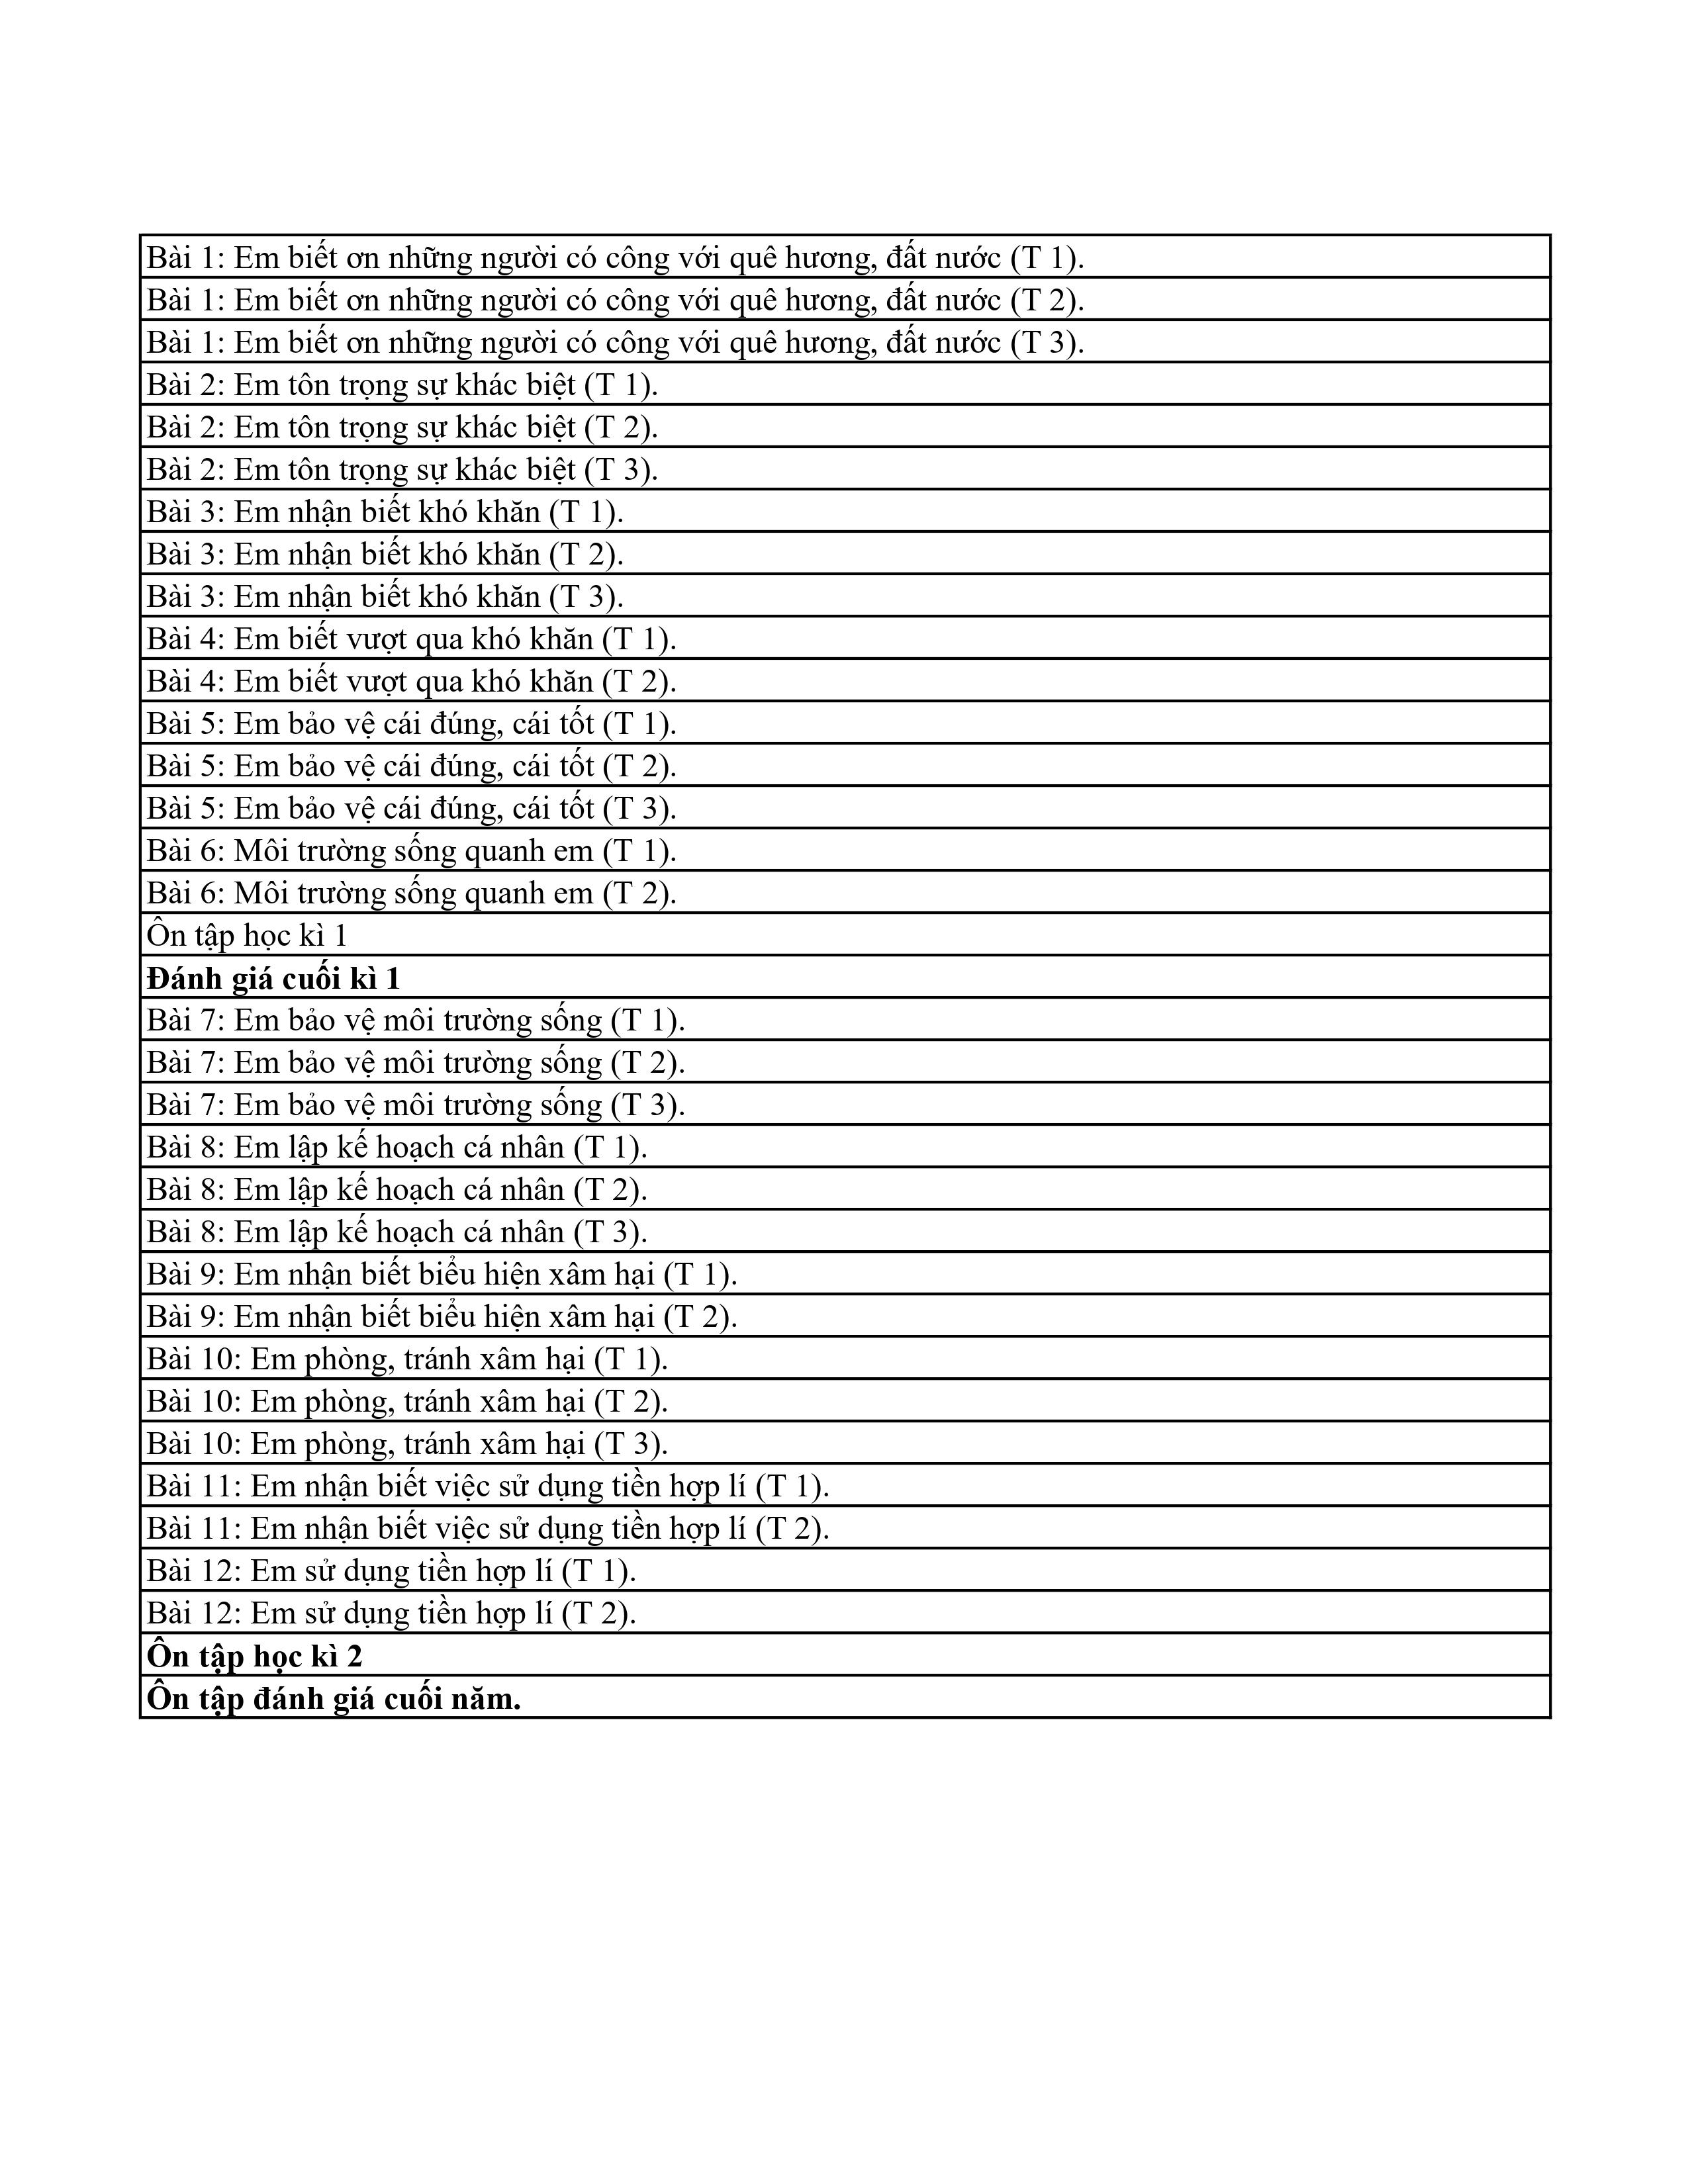 Bài 1: Em biết ơn những người có công với quê hương, đất nước (T 1).
Bài 1: Em biết ơn những người có công với quê hương, đất nước (T 2).
Bài 1: Em biết ơn những người có công với quê hương, đất nước (T 3).
Bài 2: Em tôn trọng sự khác biệt (T 1).
Bài 2: Em tôn trọng sự khác biệt (T 2).
Bài 2: Em tôn trọng sự khác biệt (T 3).
Bài 3: Em nhận biết khó khăn (T 1).
Bài 3: Em nhận biết khó khăn (T 2).
Bài 3: Em nhận biết khó khăn (T 3).
Bài 4: Em biết vượt qua khó khăn (T 1).
Bài 4: Em biết vượt qua khó khăn (T 2).
Bài 5: Em bảo vệ cái đúng, cái tốt (T 1).
Bài 5: Em bảo vệ cái đúng, cái tốt (T 2).
Bài 5: Em bảo vệ cái đúng, cái tốt (T 3).
Bài 6: Môi trường sống quanh em (T 1).
Bài 6: Môi trường sống quanh em (T 2).
Ôn tập học kì 1
Đánh giá cuối kì 1
Bài 7: Em bảo vệ môi trường sống (T 1).
Bài 7: Em bảo vệ môi trường sống (T 2).
Bài 7: Em bảo vệ môi trường sống (T 3).
Bài 8: Em lập kế hoạch cá nhân (T 1).
Bài 8: Em lập kế hoạch cá nhân (T 2).
Bài 8: Em lập kế hoạch cá nhân (T 3).
Bài 9: Em nhận biết biểu hiện xâm hại (T 1).
Bài 9: Em nhận biết biểu hiện xâm hại (T 2).
Bài 10: Em phòng, tránh xâm hại (T 1).
Bài 10: Em phòng, tránh xâm hại (T 2).
Bài 10: Em phòng, tránh xâm hại (T 3).
Bài 11: Em nhận biết việc sử dụng tiền hợp lí (T 1).
Bài 11: Em nhận biết việc sử dụng tiền hợp lí (T 2).
Bài 12: Em sử dụng tiền hợp lí (T 1).
Bài 12: Em sử dụng tiền hợp lí (T 2).
Ôn tập học kì 2
Ôn tập đánh giá cuối năm.